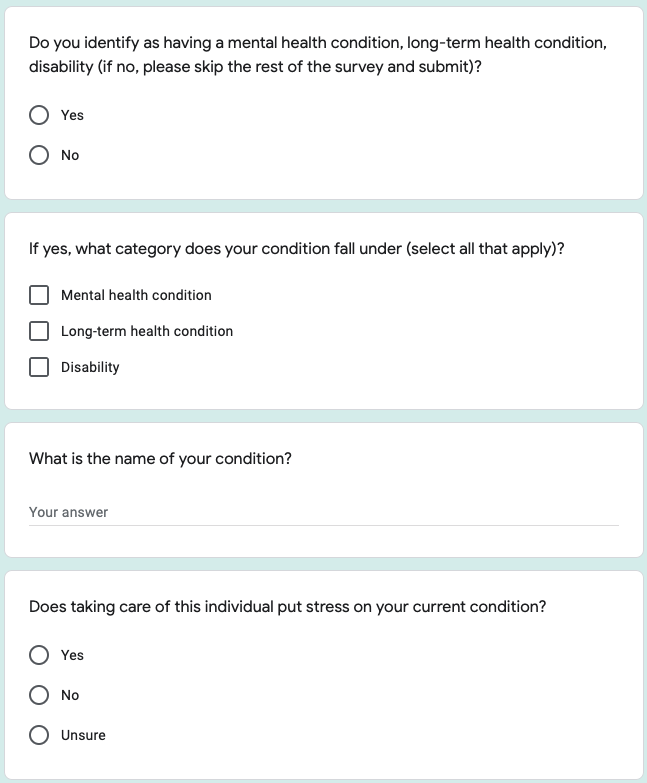 Do you identify as having a mental health condition, long-term health condition,
disability (if no, please skip the rest of the survey and submit)?
Yes
No
If yes, what category does your condition fall under (select all that apply)?
Mental health condition
Long-term health condition
Disability
What is the name of your condition?
Your answer
Does taking care of this individual put stress on your current condition?
Yes
No
Unsure